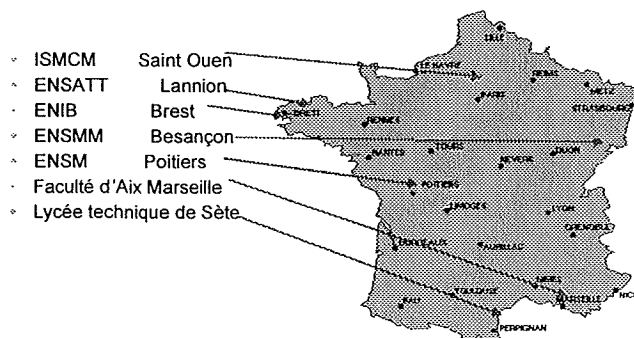 ISMCM Saint Ouen
ENSATT Lannion
ENIB Brest
ENSMM Besançon
ENSM Poitiers
Faculté d'Aix Marseille
Lycée technique de Sète
LILLE
LE HAVRE
REIMS
METZ
PARIS
STRASBOURG
BREST
RENNES
NANTES
TOURS
DIJON
NEVERS
POITIERS
LIMOGES
LYON
GRENOBLE
BORDEAUX
AURILLAC
NIMES
TOULOUSE
MARSEILLE
NICE
PAU
PERPIGNAN